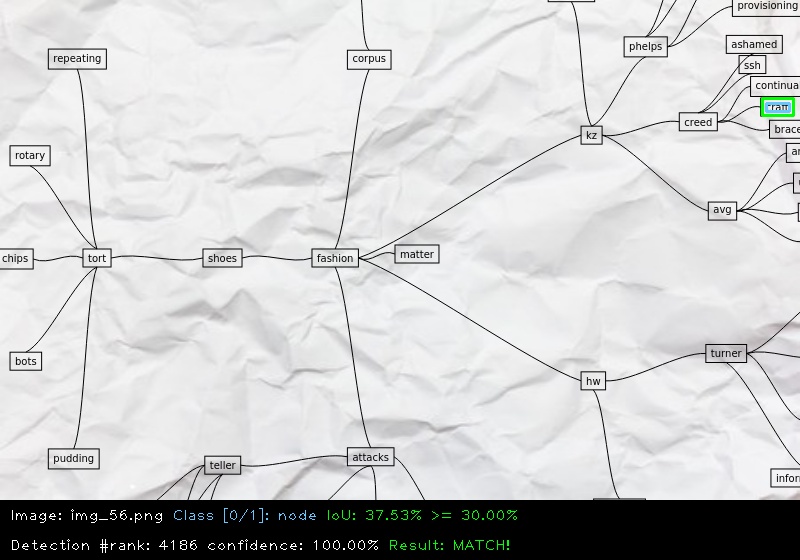 provisioning
phelps
ashamed
repeating
corpus
ssh
continua
creed
kz
brace
rotary
avg
chips
tort
shoes
fashion
matter
bots
hw
turner
pudding
teller
attacks
inform
Image: img_56.png Class [0/1]: node IoU: 37.53% >= 30.00%
Detection #rank: 4186 confidence: 100.00% Result: MATCH!